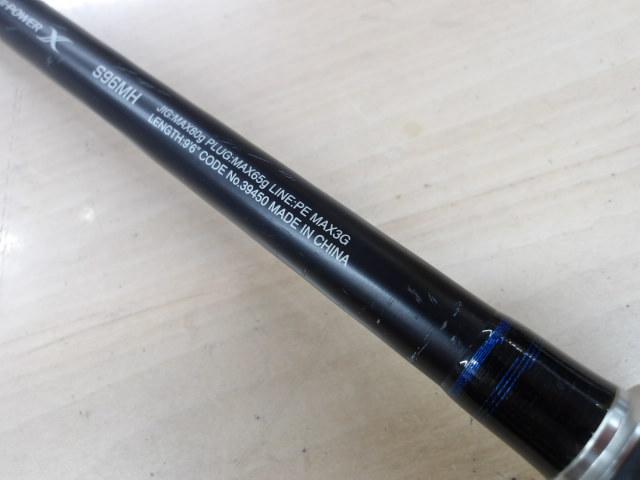 POWER X
S96MH
JIG:MAX80g PLUG:MAX65g LINE:PE MAX3G
LENGTH:9'6" CODE No.39450 MADE IN CHINA